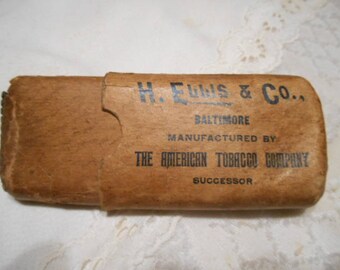 H. ELLIS & CO.,
BALTIMORE
MANUFACTURED BY
THE AMERICAN TOBACCO COMPANY
SUCCESSOR